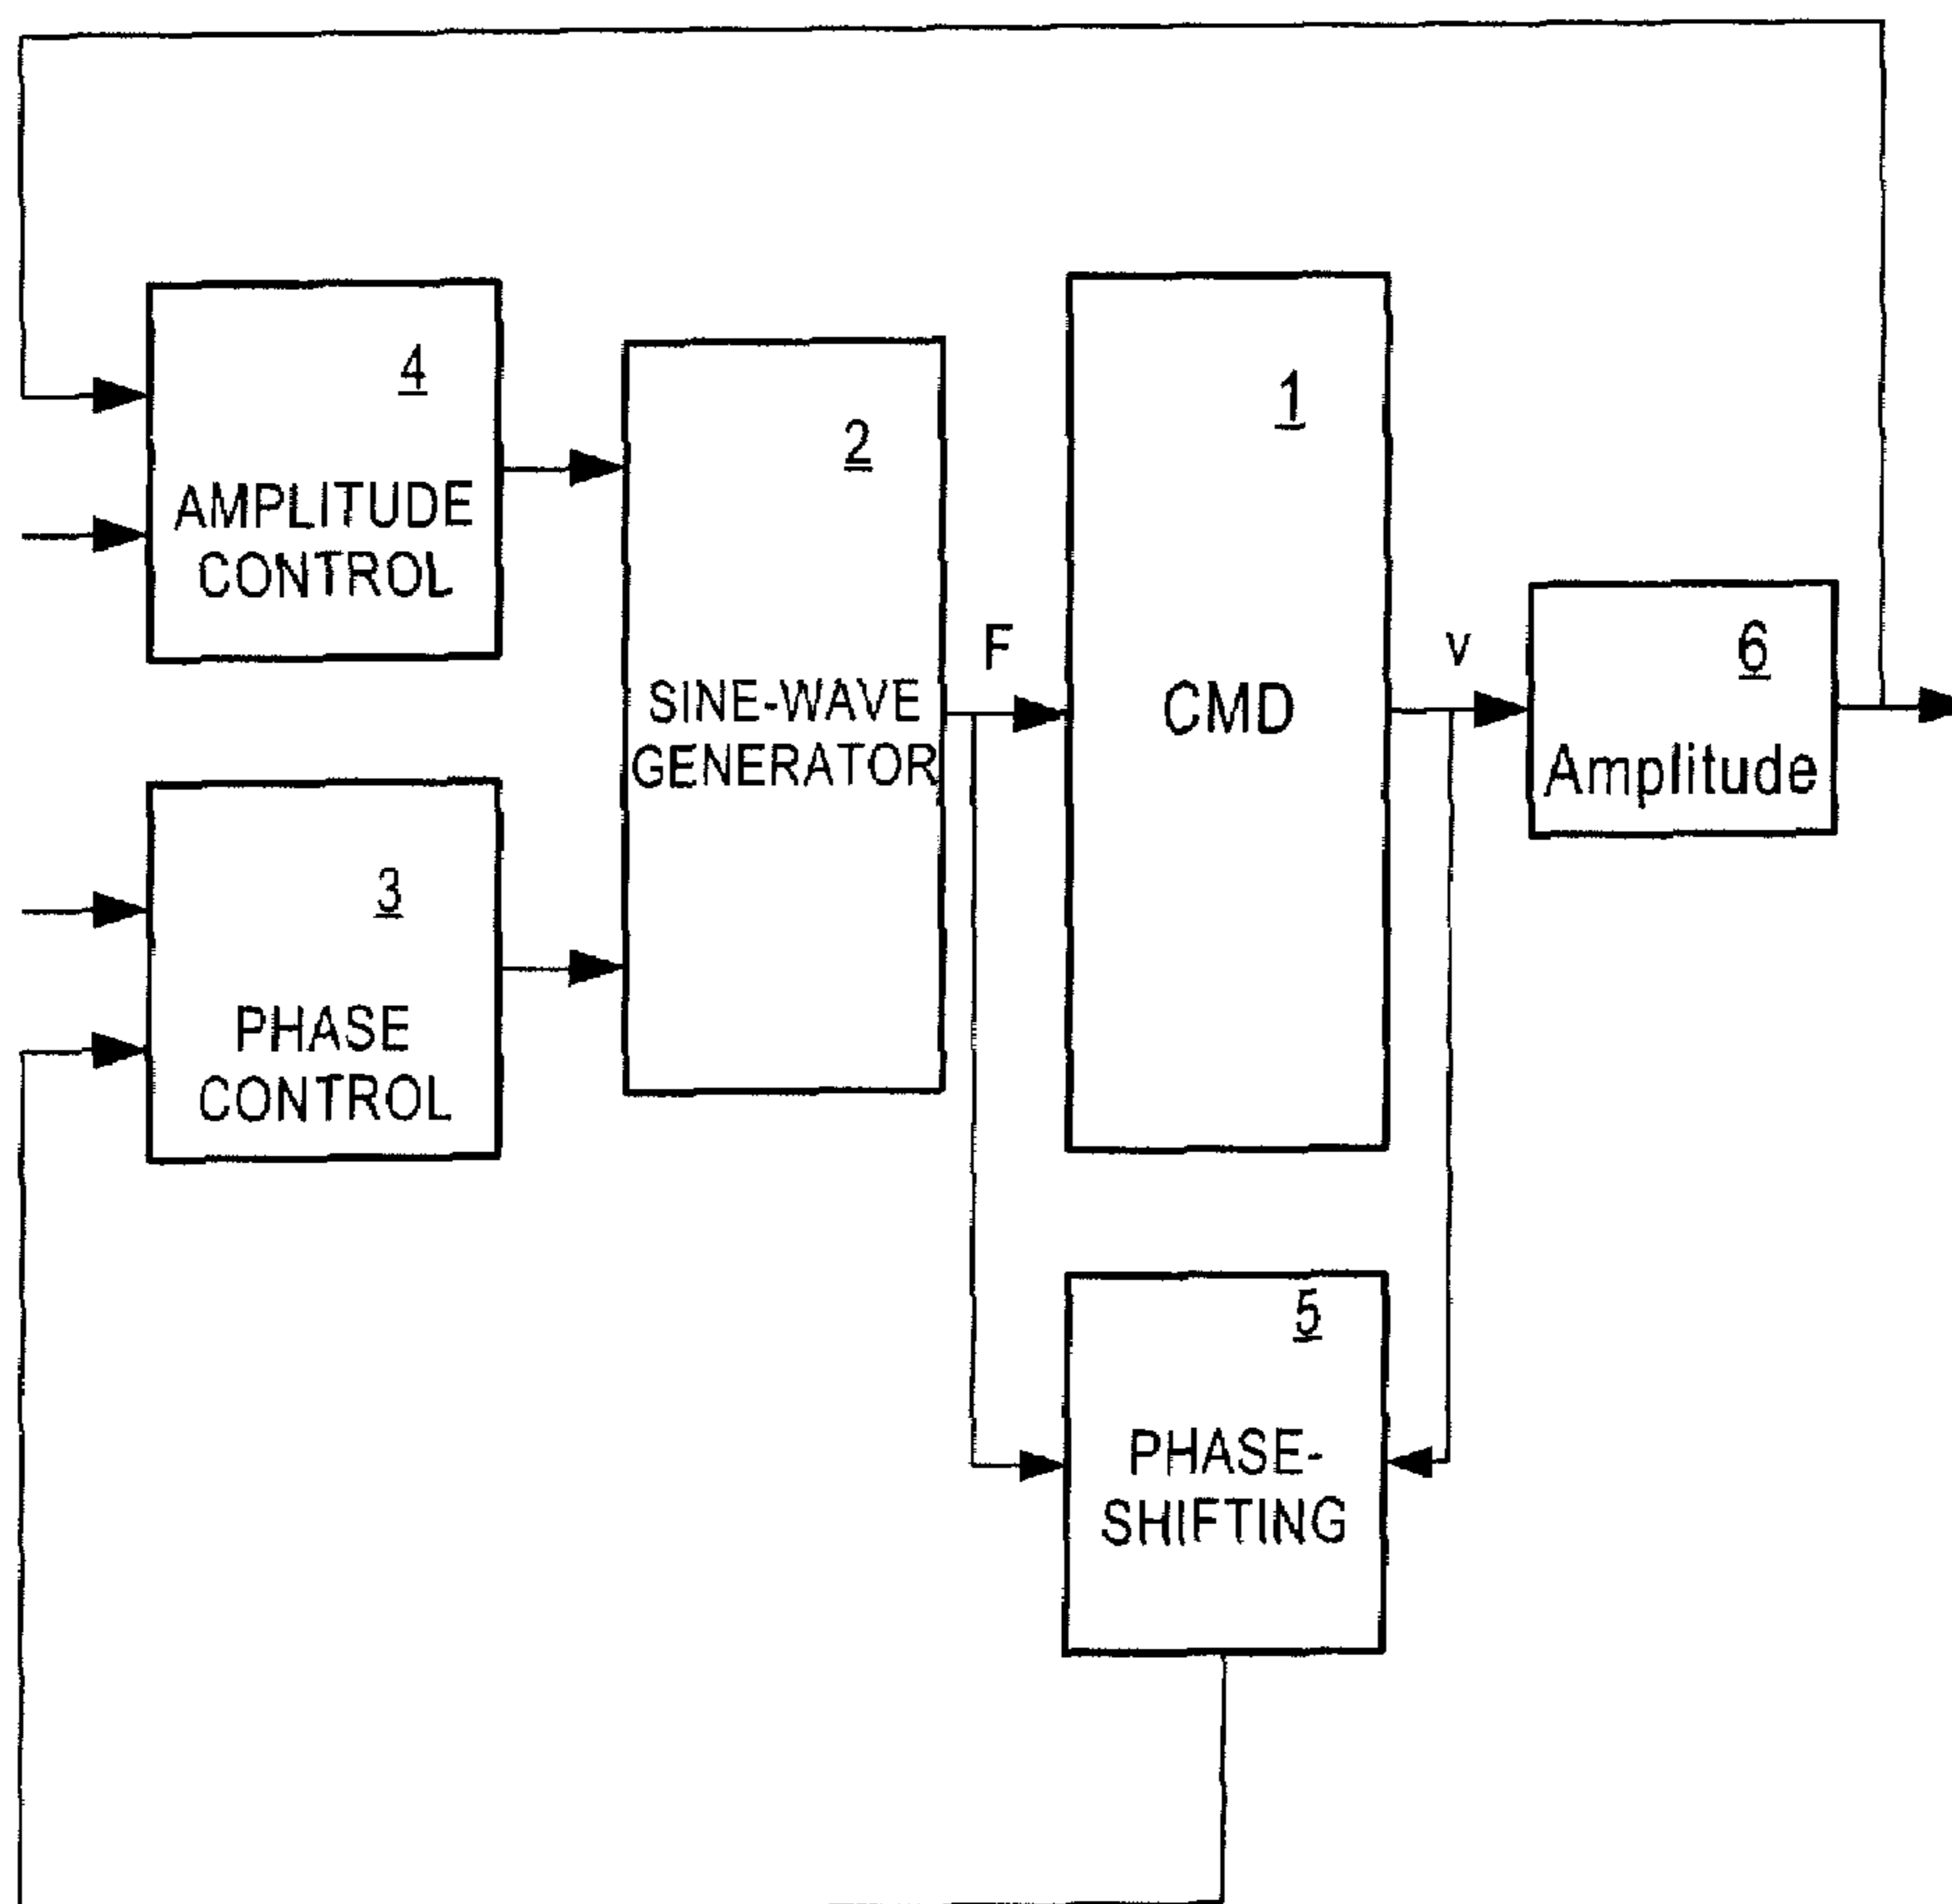 4
AMPLITUDE
CONTROL
2
SINE-WAVE
GENERATOR
F
1
CMD
v
6
Amplitude
3
PHASE
CONTROL
5
PHASE-
SHIFTING